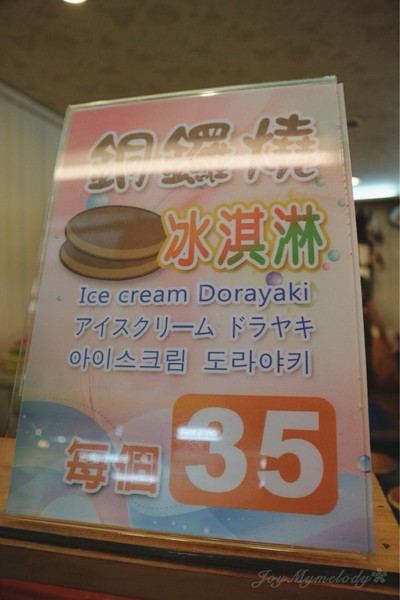 銅鑼燒
冰淇淋
Ice cream Dorayaki
アイスクリーム ドラヤキ
아이스크림 도라야키
每個 35
JoyMymelody